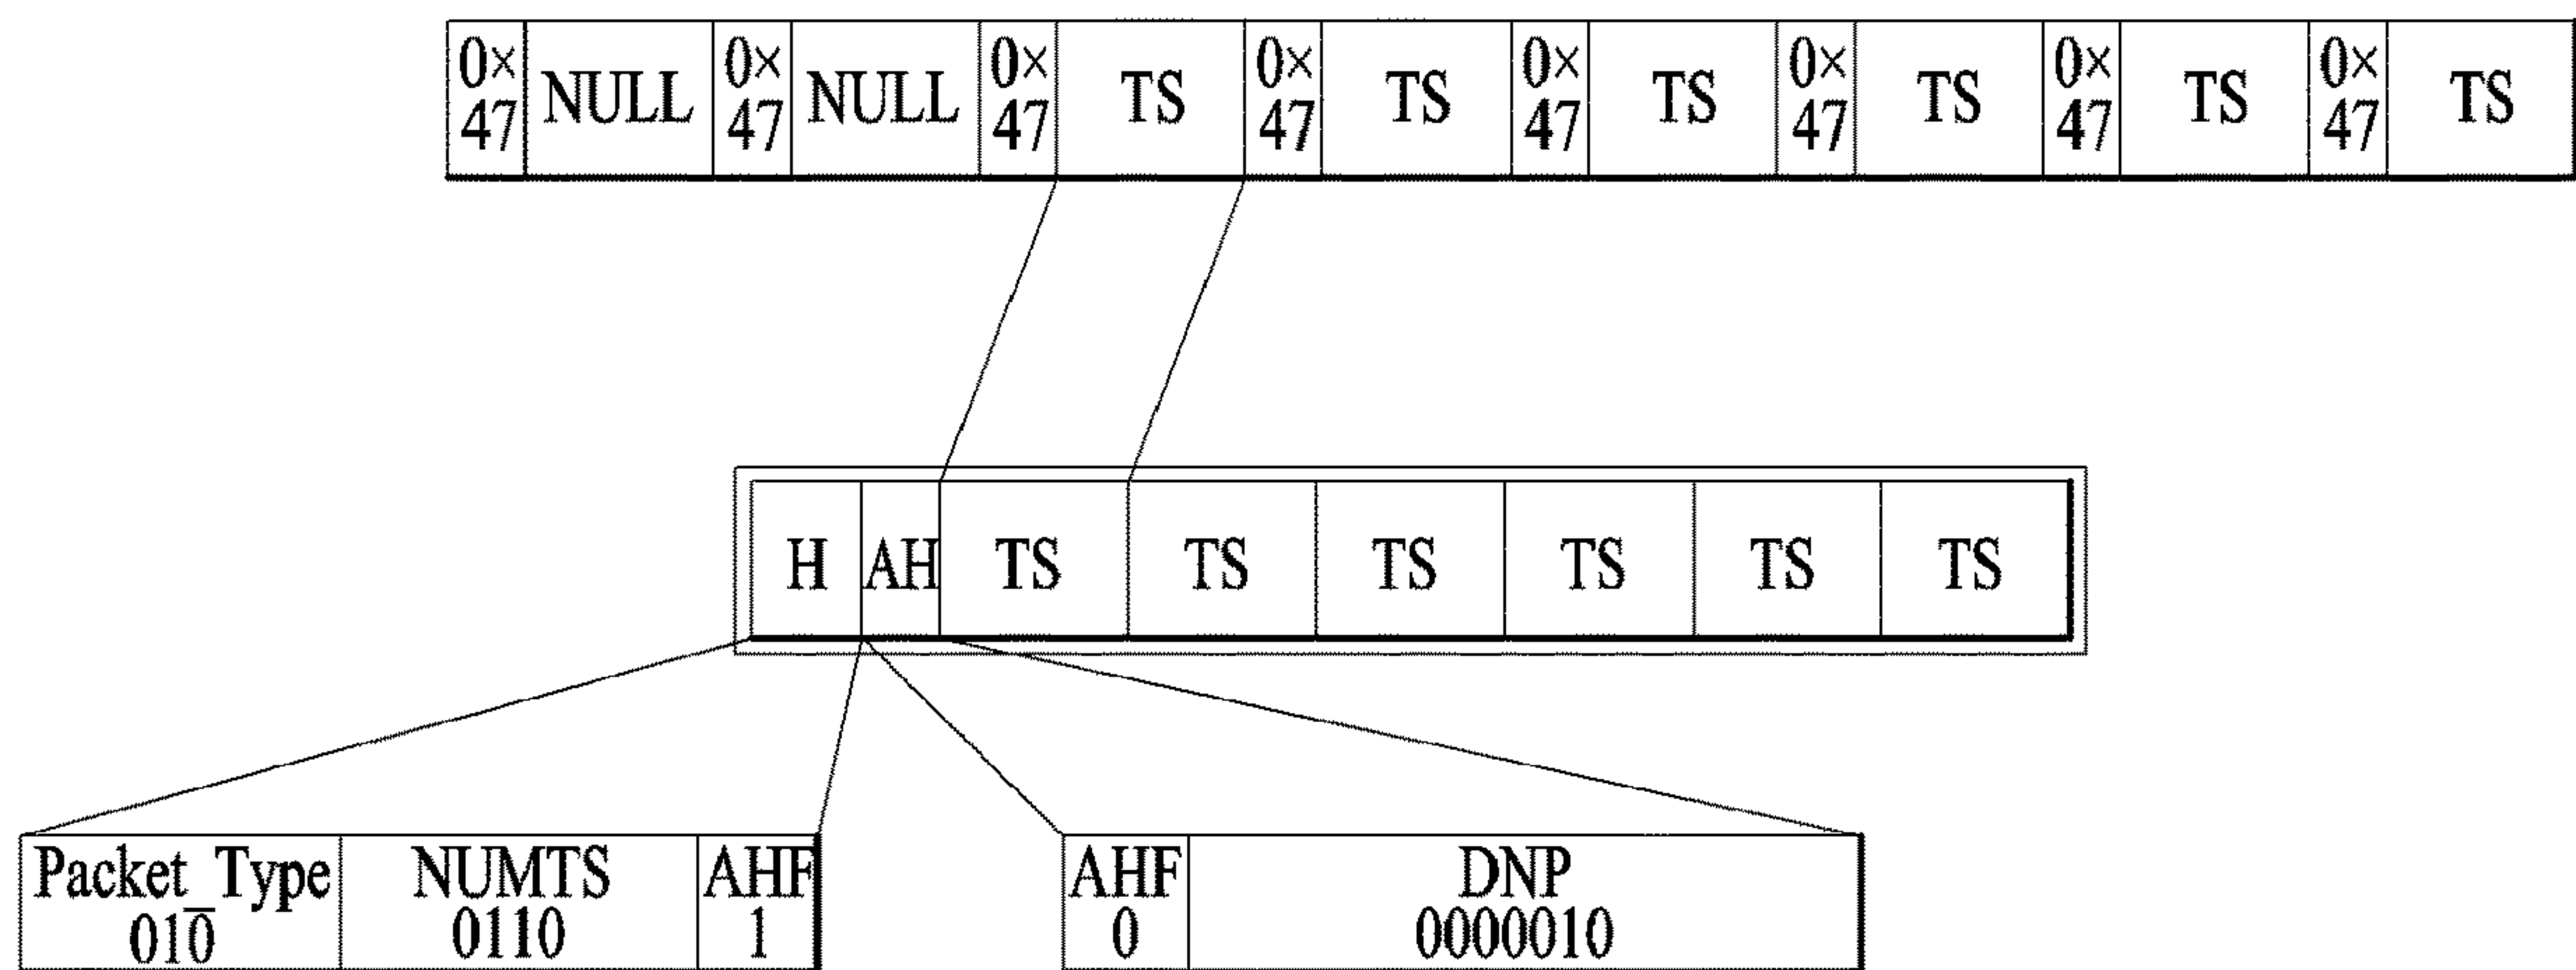 0× NULL 0× NULL 0× TS 0× TS 0× TS 0× TS 0× TS 0× TS
47 47 47 47 47 47 47 47
H AH TS TS TS TS TS TS
Packet_Type NUMTS AHF AHF DNP
010 0110 1 0 0000010